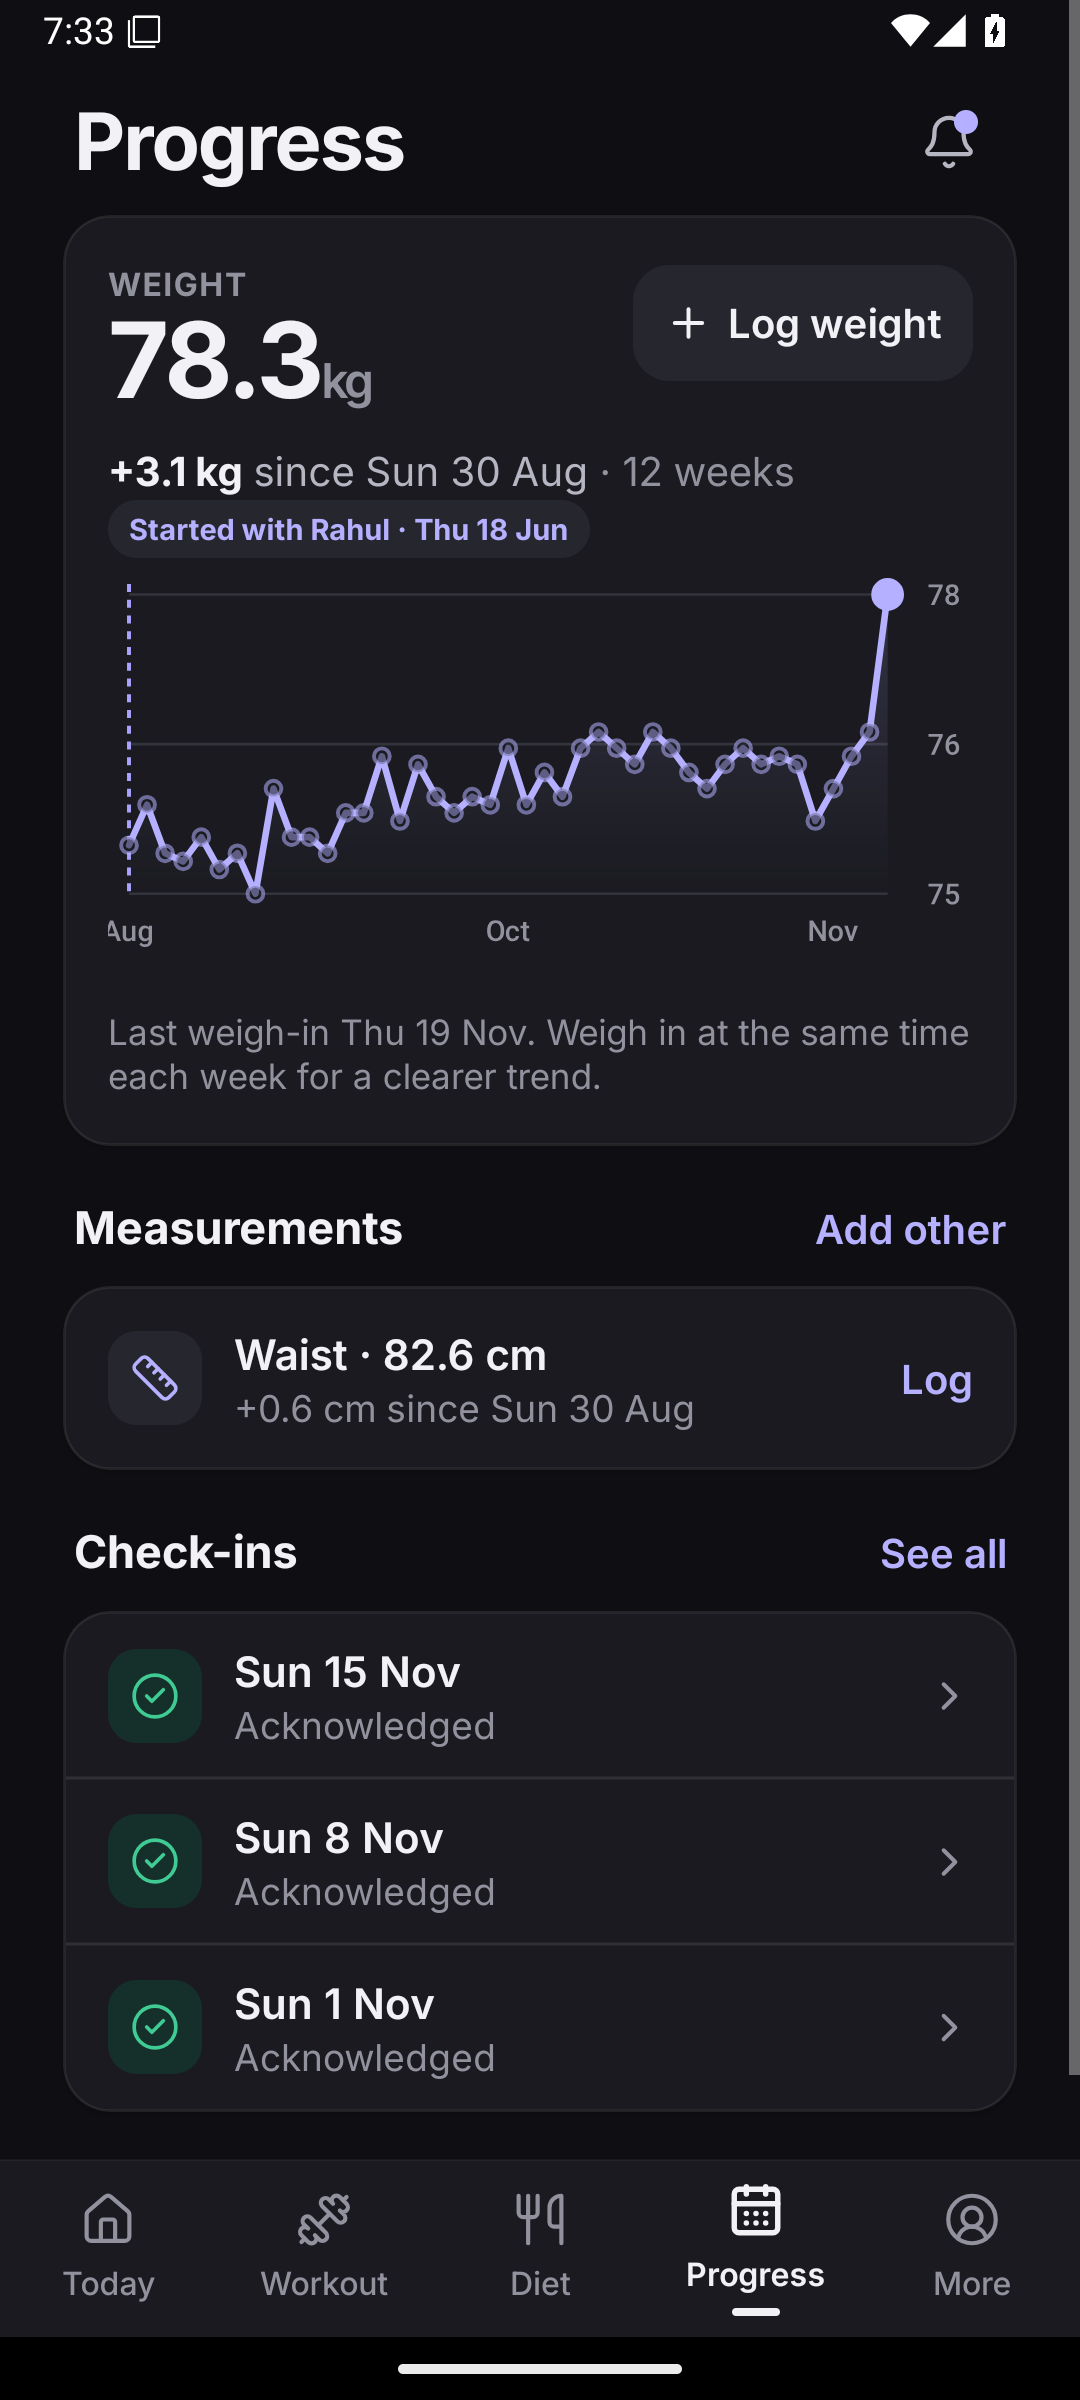 7:33
Progress
WEIGHT
78.3kg
+ Log weight
+3.1 kg since Sun 30 Aug · 12 weeks
Started with Rahul · Thu 18 Jun
78
76
75
Aug Oct Nov
Last weigh-in Thu 19 Nov. Weigh in at the same time
each week for a clearer trend.
Measurements
Add other
Waist · 82.6 cm
+0.6 cm since Sun 30 Aug
Log
Check-ins
See all
Sun 15 Nov
Acknowledged
Sun 8 Nov
Acknowledged
Sun 1 Nov
Acknowledged
Today Workout Diet Progress More